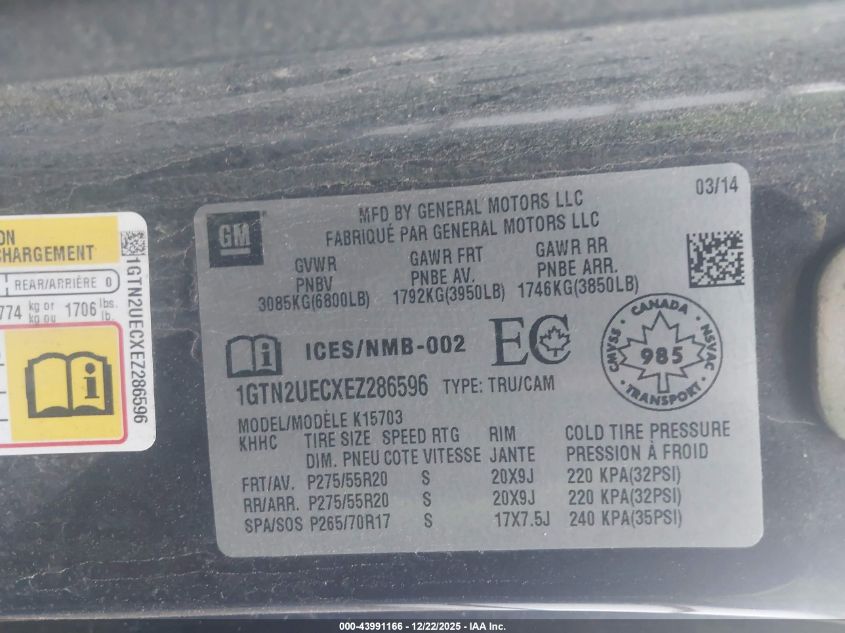 ON
CHARGEMENT
REAR/ARRIÈRE 0
774 kg or kg ou 1706 lbs. lb.
1GTN2UECXEZ286596
GM
MFD BY GENERAL MOTORS LLC
FABRIQUÉ PAR GENERAL MOTORS LLC
03/14
GVWR GAWR FRT GAWR RR
PNBV PNBE AV. PNBE ARR.
3085KG(6800LB) 1792KG(3950LB) 1746KG(3850LB)
ICES/NMB-002 EC
CANADA
CMVSS 985 NSVAC
TRANSPORT
1GTN2UECXEZ286596 TYPE: TRU/CAM
MODEL/MODÈLE K15703
KHHC TIRE SIZE SPEED RTG RIM COLD TIRE PRESSURE
DIM. PNEU COTE VITESSE JANTE PRESSION À FROID
FRT/AV. P275/55R20 S 20X9J 220 KPA(32PSI)
RR/ARR. P275/55R20 S 20X9J 220 KPA(32PSI)
SPA/SOS P265/70R17 S 17X7.5J 240 KPA(35PSI)
000-43991166 - 12/22/2025 - IAA Inc.